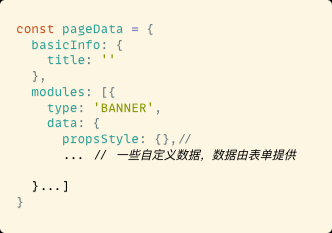 const pageData = {
  basicInfo: {
    title: ''
  },
  modules: [{
    type: 'BANNER',
    data: {
      propsStyle: {},//
      ... // 一些自定义数据，数据由表单提供
  }...]
}